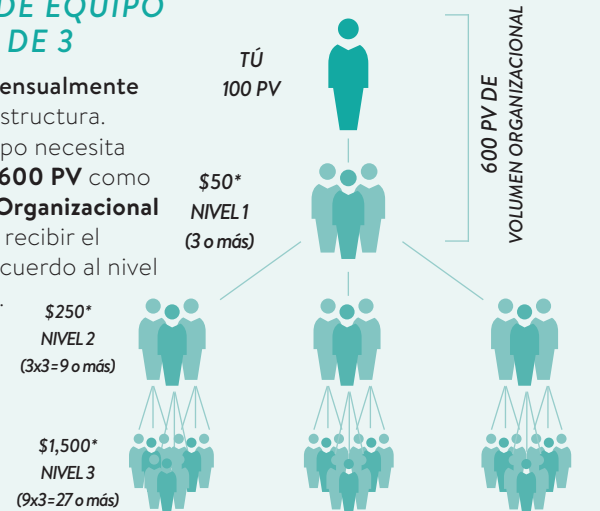 DE EQUIPO
DE 3
ensualmente
structura.
po necesita
600 PV como
Organizacional
recibir el
cuerdo al nivel
.
TÚ
100 PV
$50*
NIVEL 1
(3 o más)
600 PV DE
VOLUMEN ORGANIZACIONAL
$250*
NIVEL 2
(3x3=9 o más)
$1,500*
NIVEL 3
(9x3=27 o más)